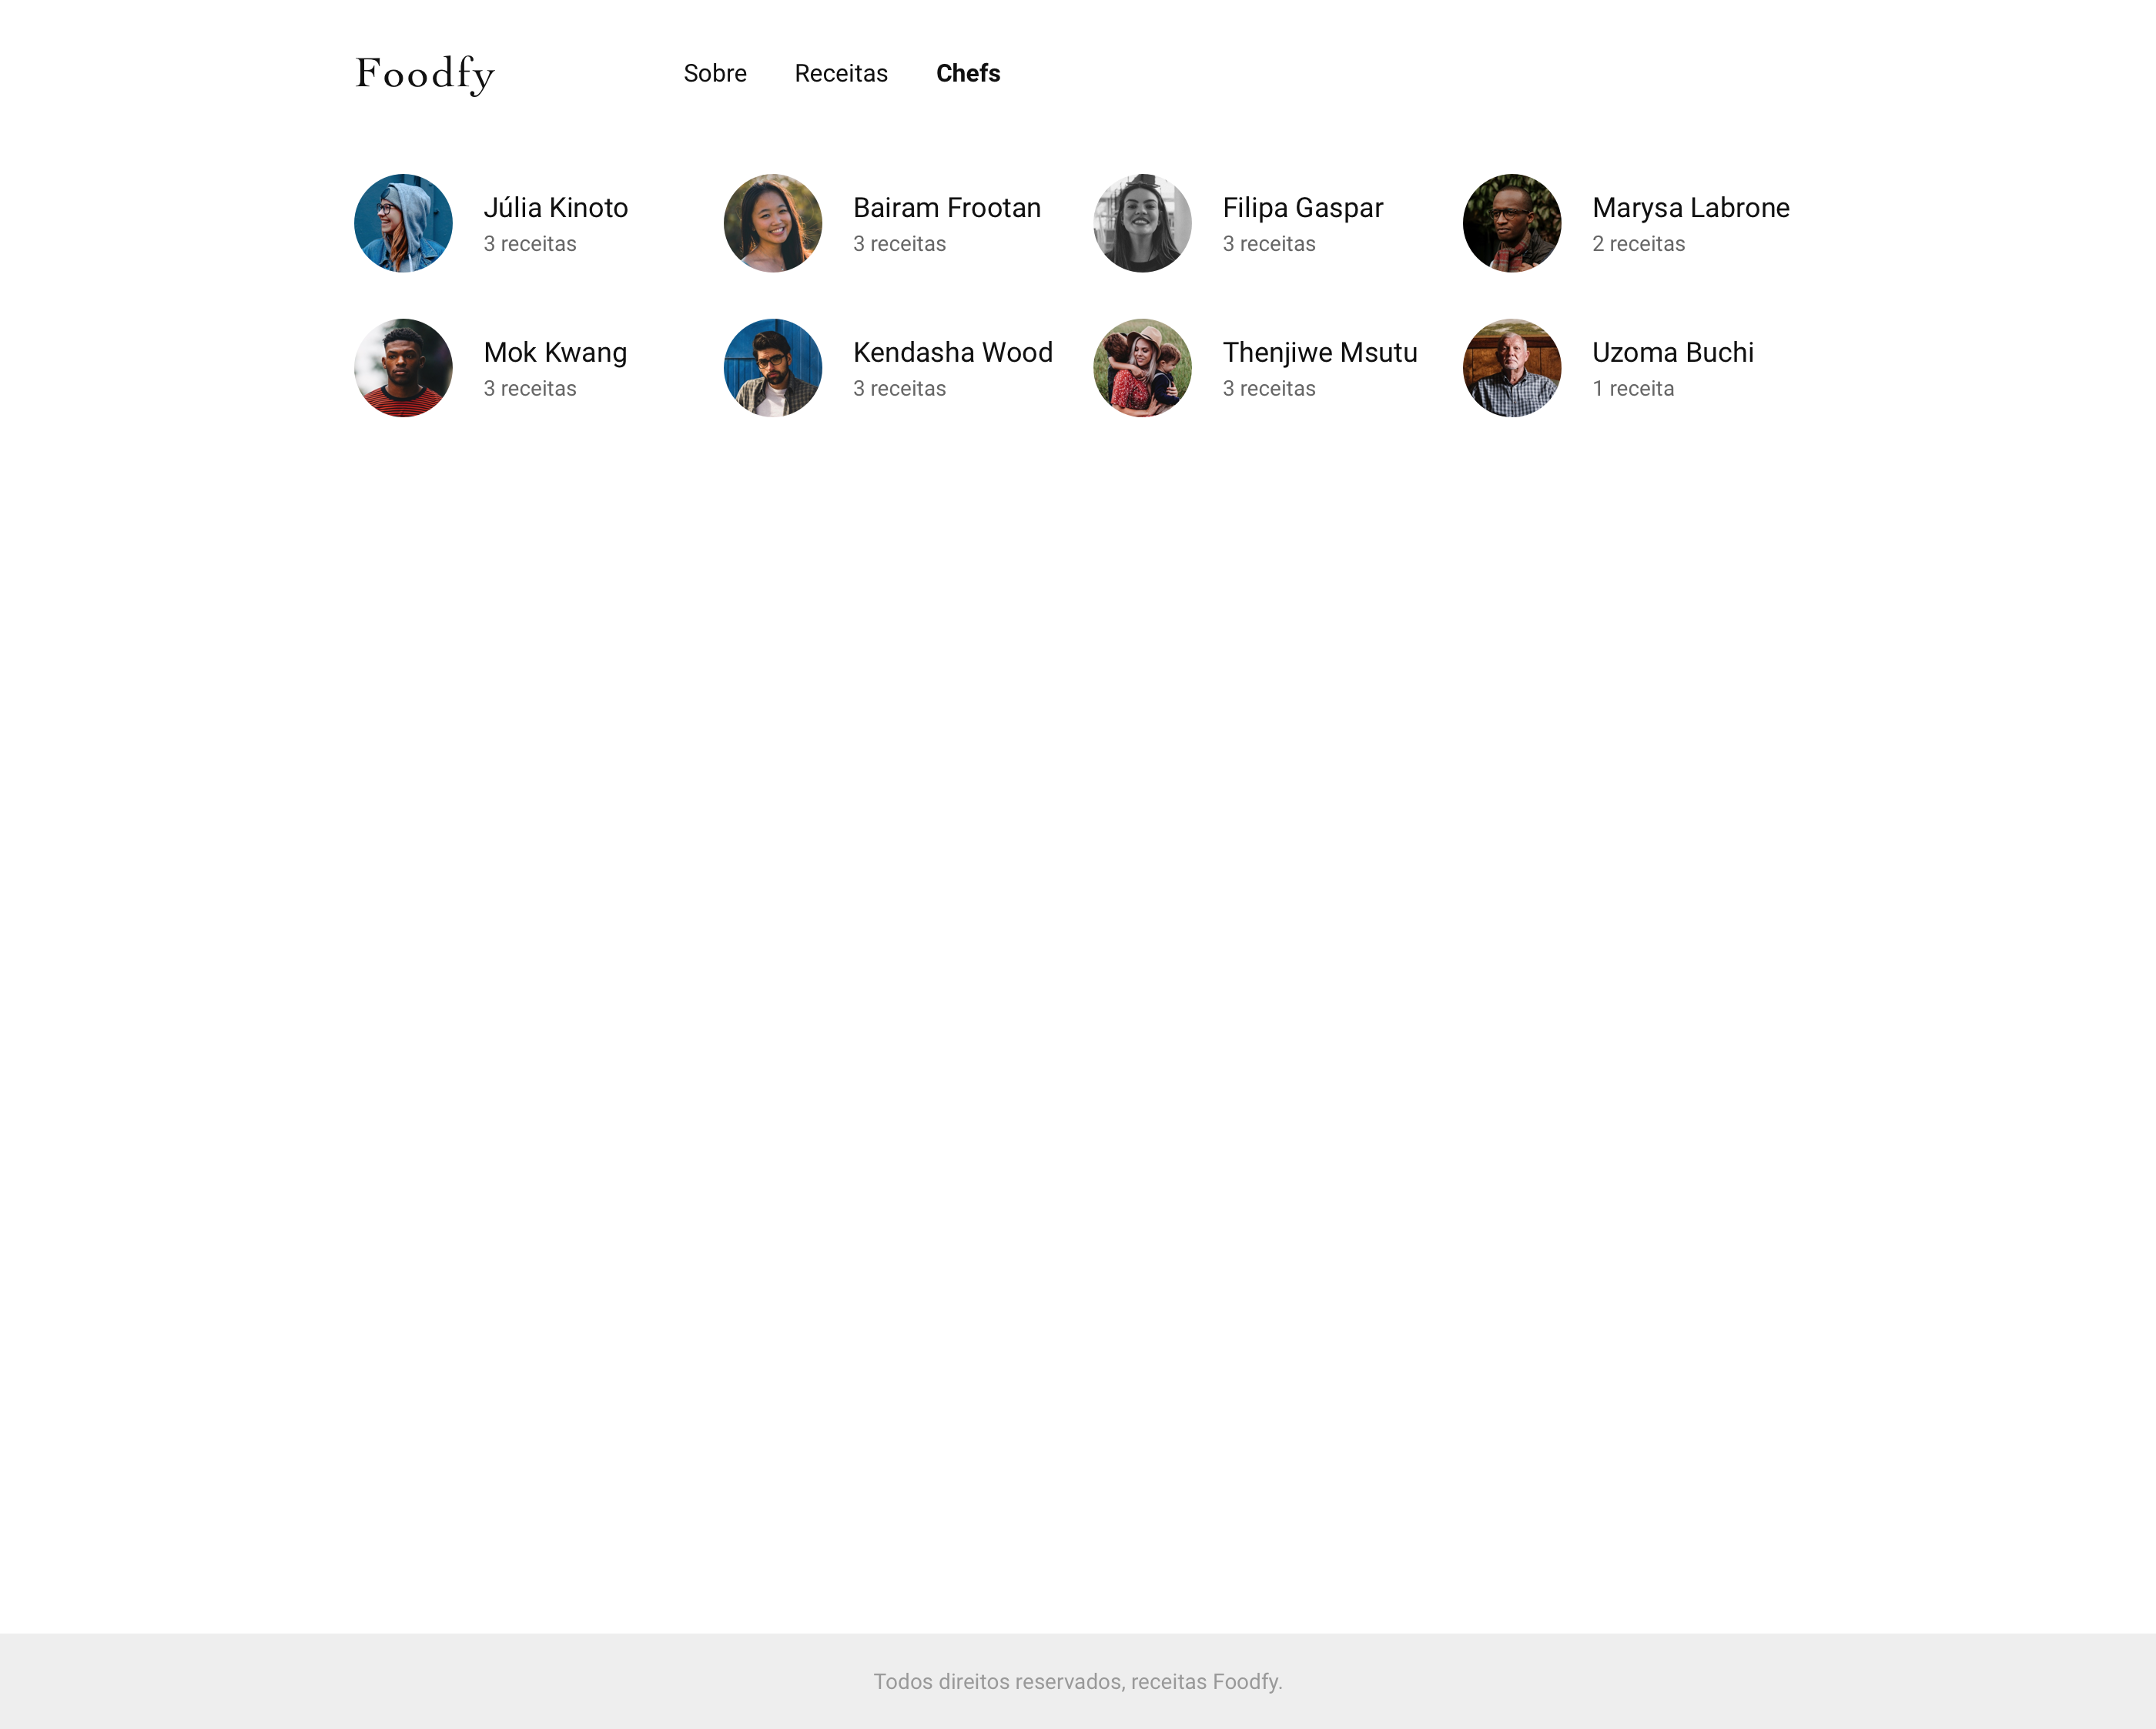 Foodfy
Sobre Receitas Chefs
Júlia Kinoto
3 receitas
Bairam Frootan
3 receitas
Filipa Gaspar
3 receitas
Marysa Labrone
2 receitas
Mok Kwang
3 receitas
Kendasha Wood
3 receitas
Thenjiwe Msutu
3 receitas
Uzoma Buchi
1 receita
Todos direitos reservados, receitas Foodfy.